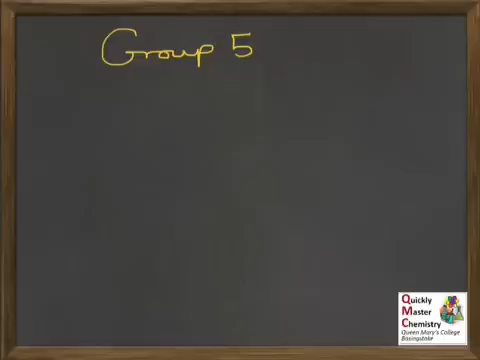 Group 5
Quickly
Master
Chemistry
Queen Mary's College
Basingstoke